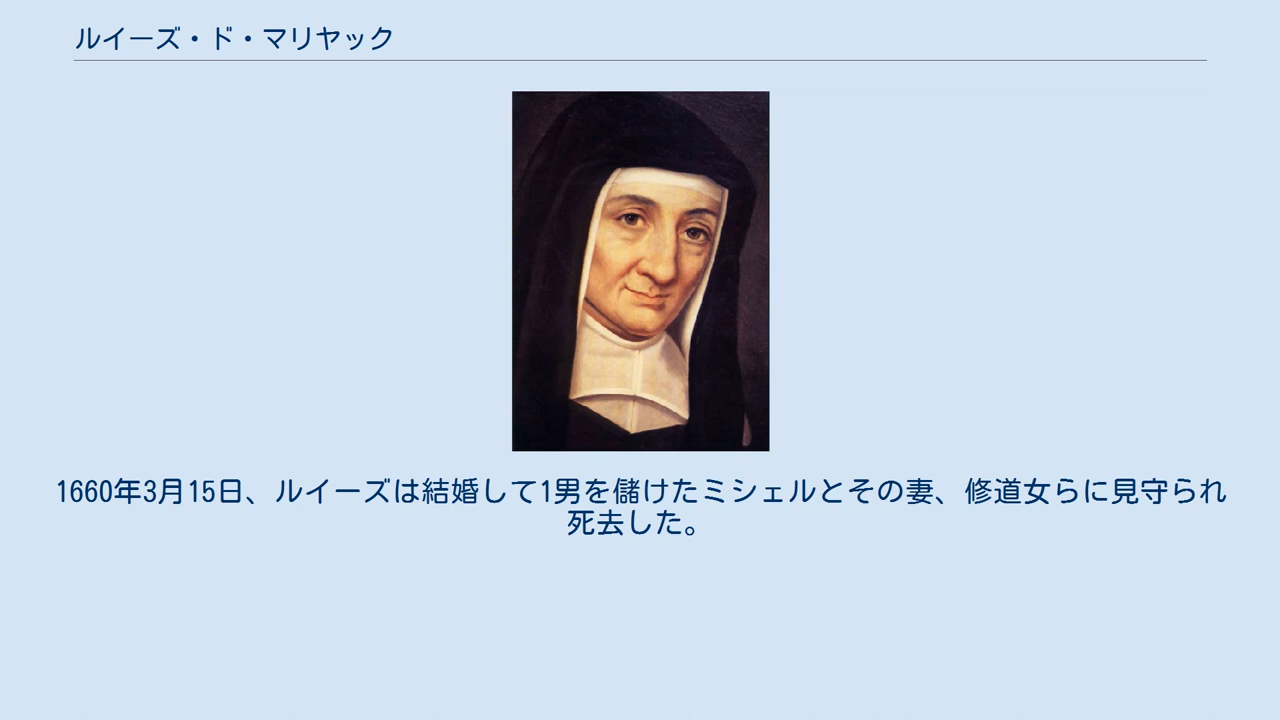 ルイーズ・ド・マリヤック
1660年3月15日、ルイーズは結婚して1男を儲けたミシェルとその妻、修道女らに見守られ
死去した。